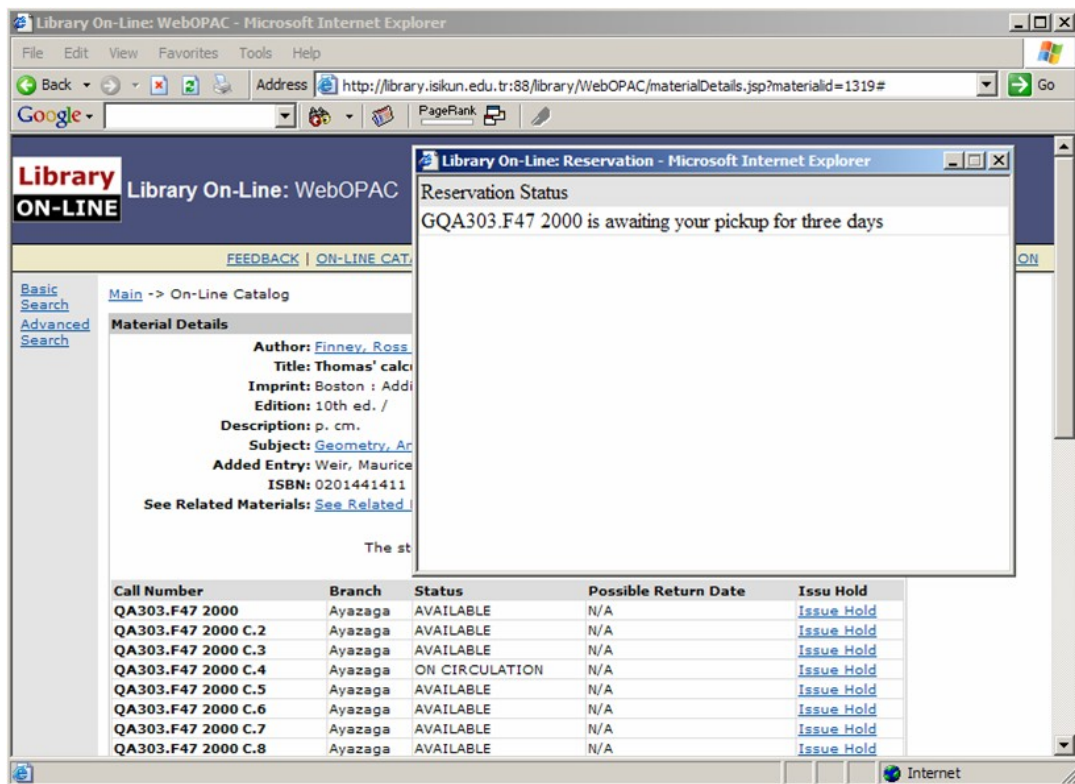 Library On-Line: WebOPAC - Microsoft Internet Explorer
File Edit View Favorites Tools Help
Back Address http://library.isikun.edu.tr:88/library/WebOPAC/materialDetails.jsp?materialid=1319# Go
Google PageRank
Library
ON-LINE
Library On-Line: WebOPAC
Library On-Line: Reservation - Microsoft Internet Explorer
Reservation Status
GQA303.F47 2000 is awaiting your pickup for three days
FEEDBACK | ON-LINE CAT
ON
Basic
Search
Advanced
Search
Main -> On-Line Catalog
Material Details
Author: Finney, Ross
Title: Thomas' calc
Imprint: Boston : Addi
Edition: 10th ed. /
Description: p. cm.
Subject: Geometry, An
Added Entry: Weir, Maurice
ISBN: 0201441411
See Related Materials: See Related
The st
Call Number Branch Status Possible Return Date Issu Hold
QA303.F47 2000 Ayazaga AVAILABLE N/A Issue Hold
QA303.F47 2000 C.2 Ayazaga AVAILABLE N/A Issue Hold
QA303.F47 2000 C.3 Ayazaga AVAILABLE N/A Issue Hold
QA303.F47 2000 C.4 Ayazaga ON CIRCULATION N/A Issue Hold
QA303.F47 2000 C.5 Ayazaga AVAILABLE N/A Issue Hold
QA303.F47 2000 C.6 Ayazaga AVAILABLE N/A Issue Hold
QA303.F47 2000 C.7 Ayazaga AVAILABLE N/A Issue Hold
QA303.F47 2000 C.8 Ayazaga AVAILABLE N/A Issue Hold
Internet